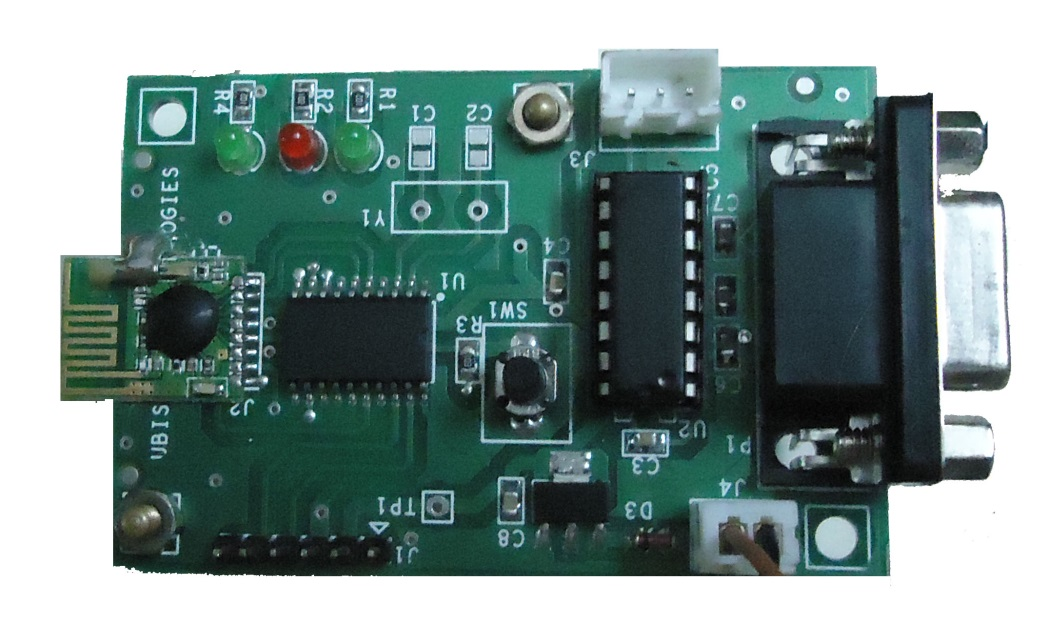 R4
R2
R1
C1
C2
J3
C7
Y1
OGIES
C4
U1
SW1
R3
C6
J2
UBIS
U2
P1
C3
J4
TP1
C8
D3
J1